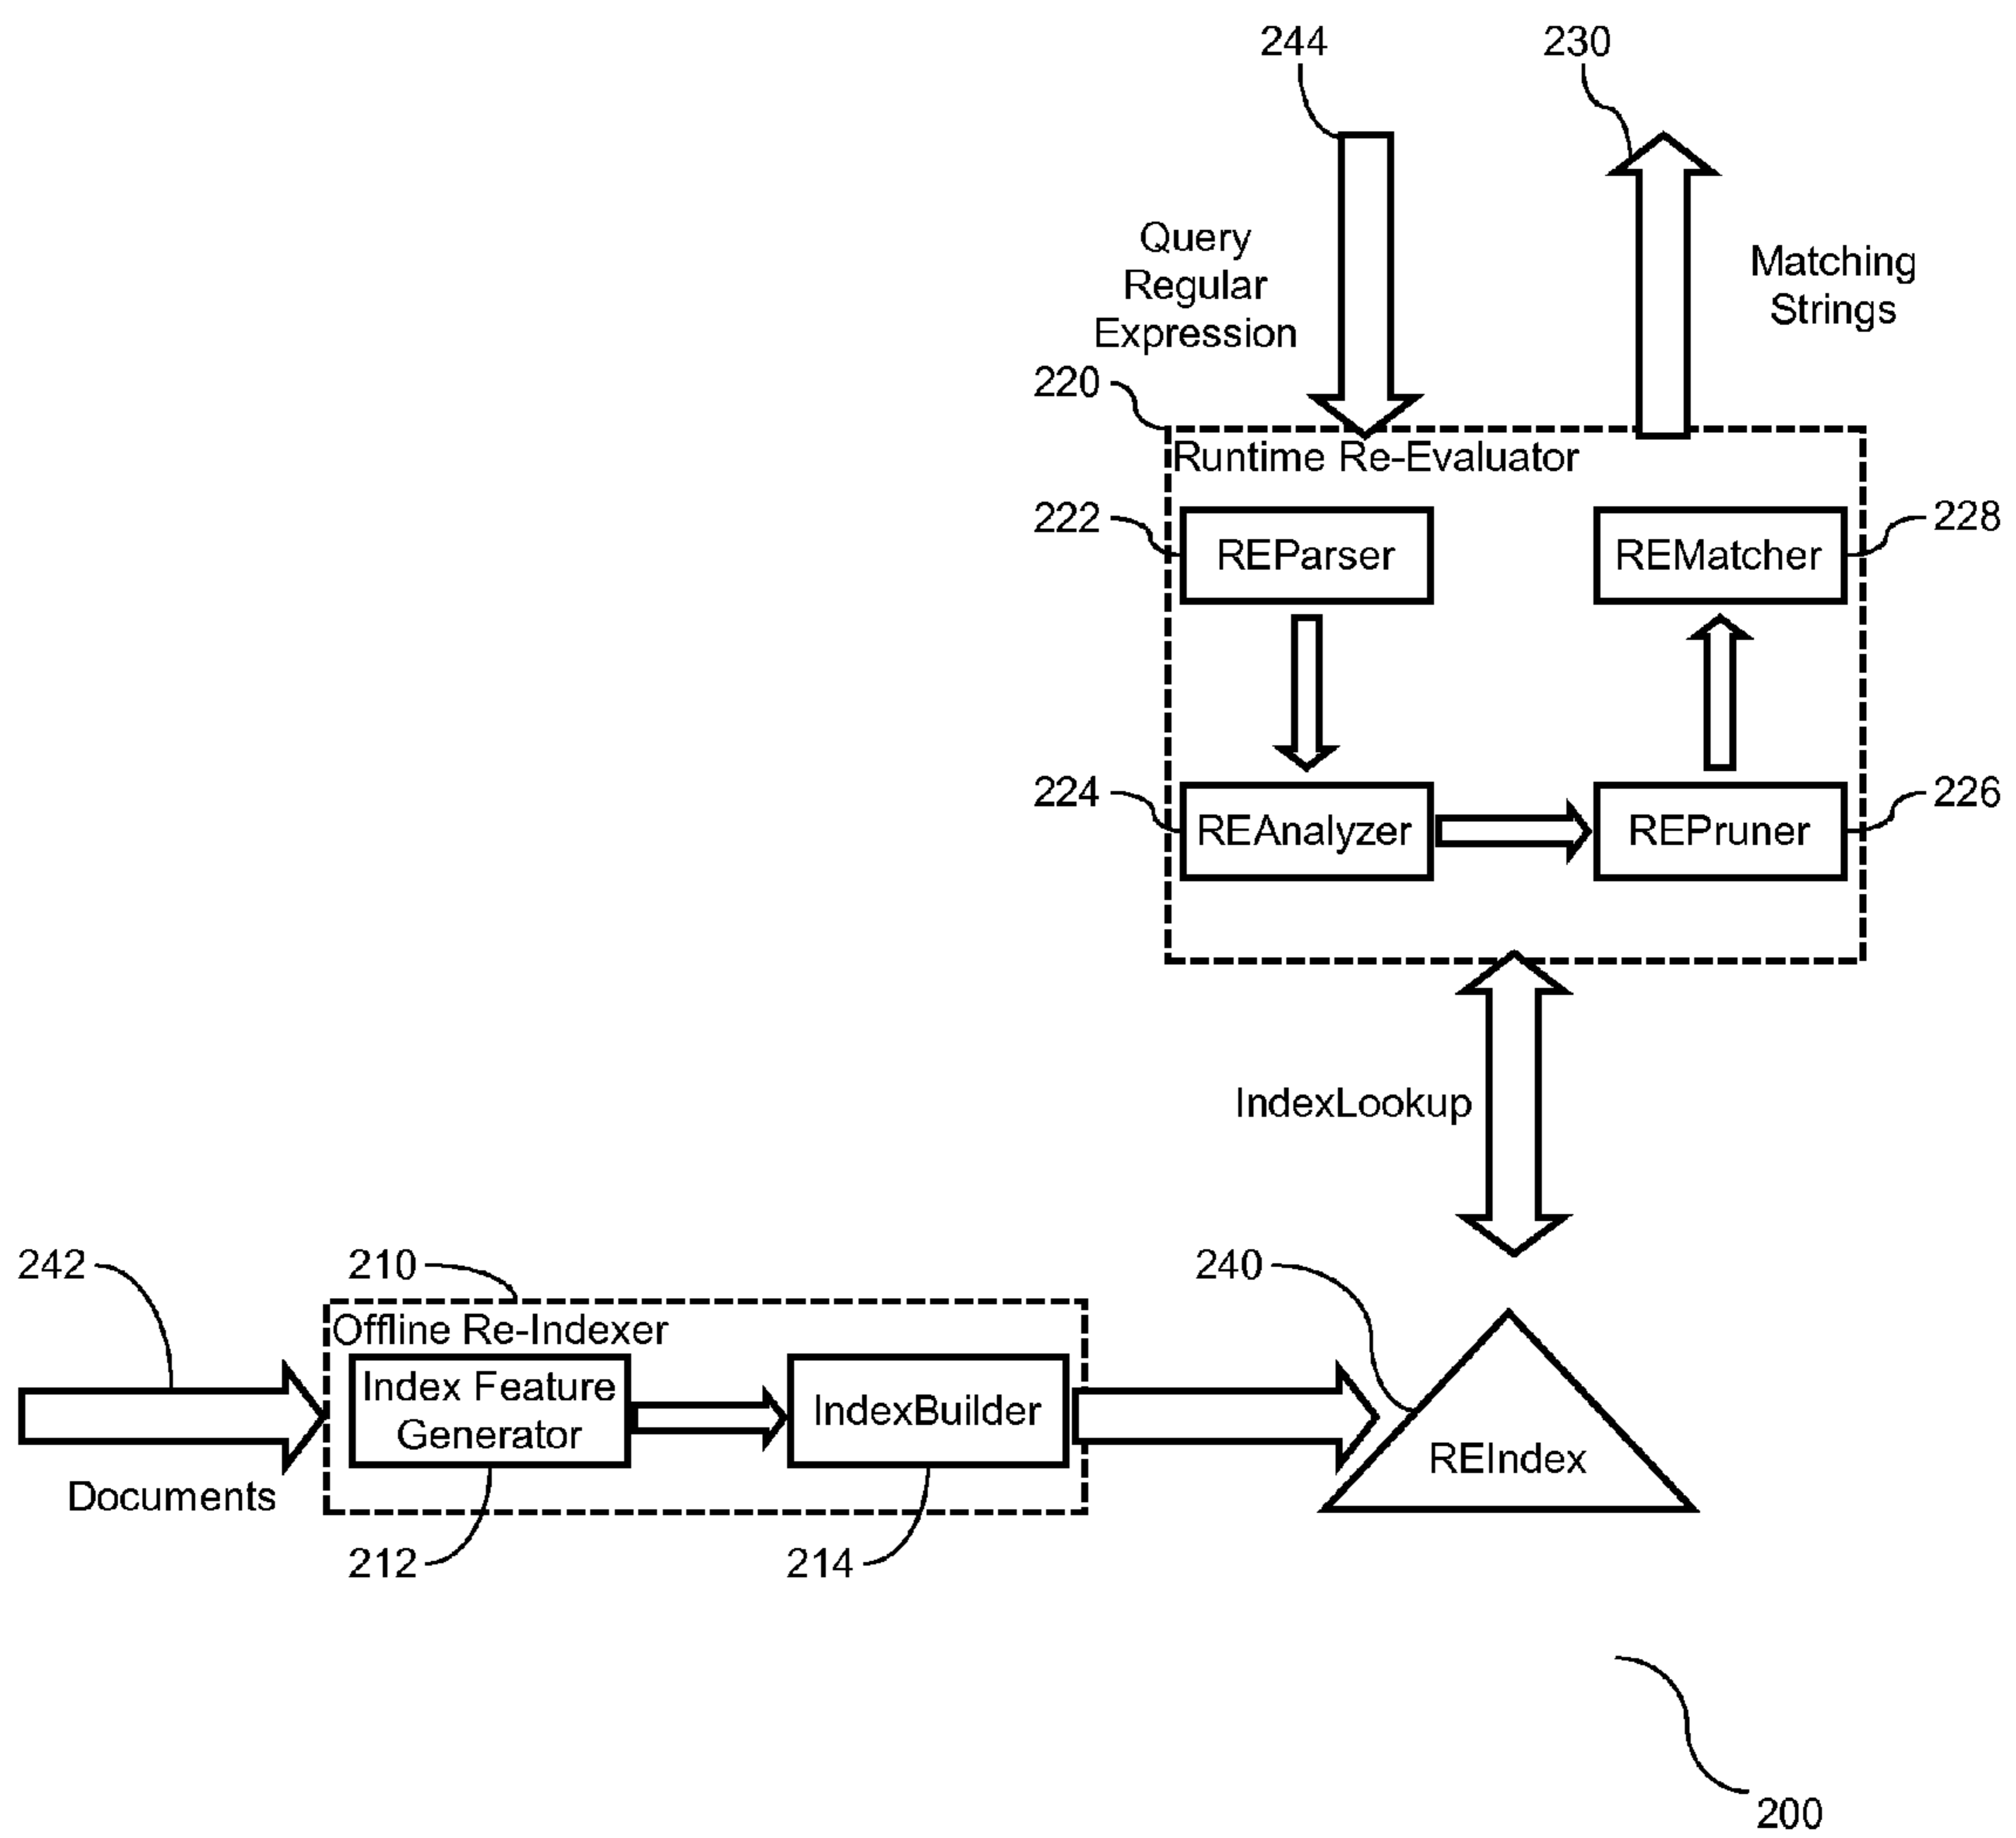 244
230
Query
Regular
Expression
Matching
Strings
220
Runtime Re-Evaluator
222
REParser
REMatcher
228
224
REAnalyzer
REPruner
226
IndexLookup
242
210
240
Offline Re-Indexer
Index Feature
Generator
IndexBuilder
REIndex
Documents
212
214
200